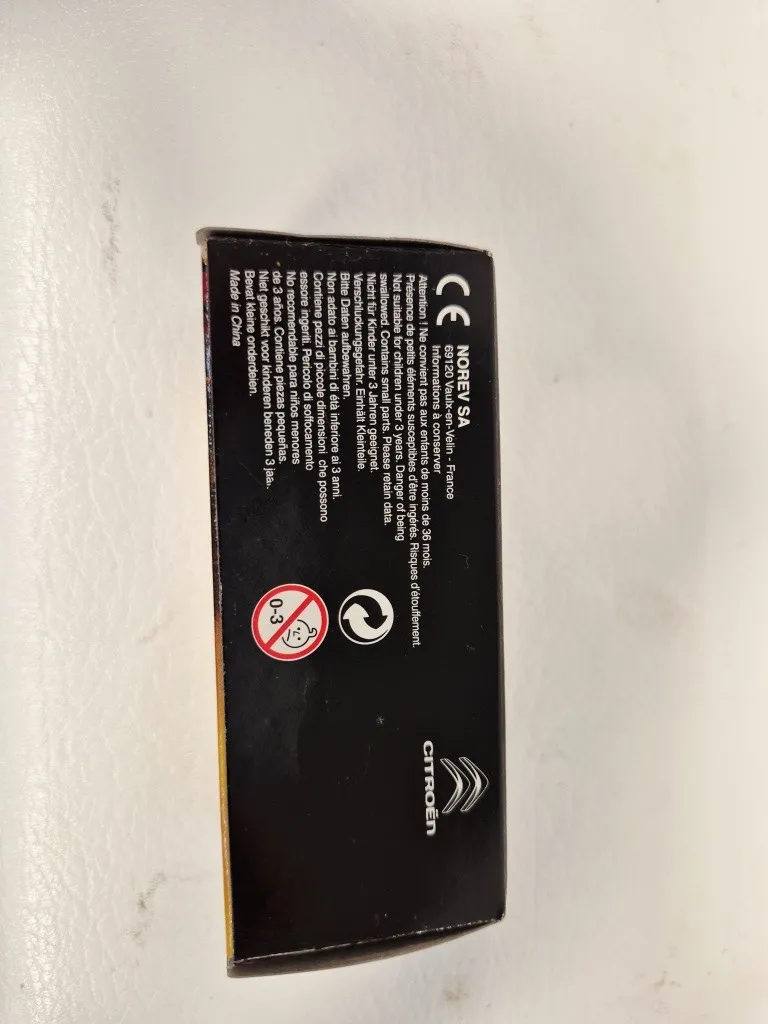 CE
NOREV SA
69120 Vaulx-en-Velin - France
Informations à conserver
Attention ! Ne convient pas aux enfants de moins de 36 mois.
Présence de petits éléments susceptibles d'être ingérés. Risques d'étouffement.
Not suitable for children under 3 years. Danger of being
swallowed. Contains small parts. Please retain data.
Nicht für Kinder unter 3 Jahren geeignet.
Verschluokungsgefahr. Einhält Kleinteile.
Bitte Daten aufbewahren.
Non adato ai bambini di étà inferiore ai 3 anni.
Contiene pezzi di piccole dimensioni che possono
essore ingeriti. Pericolo di soffocamento
No recomendable para niños menores
de 3 años. Contiene piezas pequeñas.
Niet geschikt voor kinderen beneden 3 jaar.
Bevat kleine onderdelen.
Made in China
0-3
CITROËN